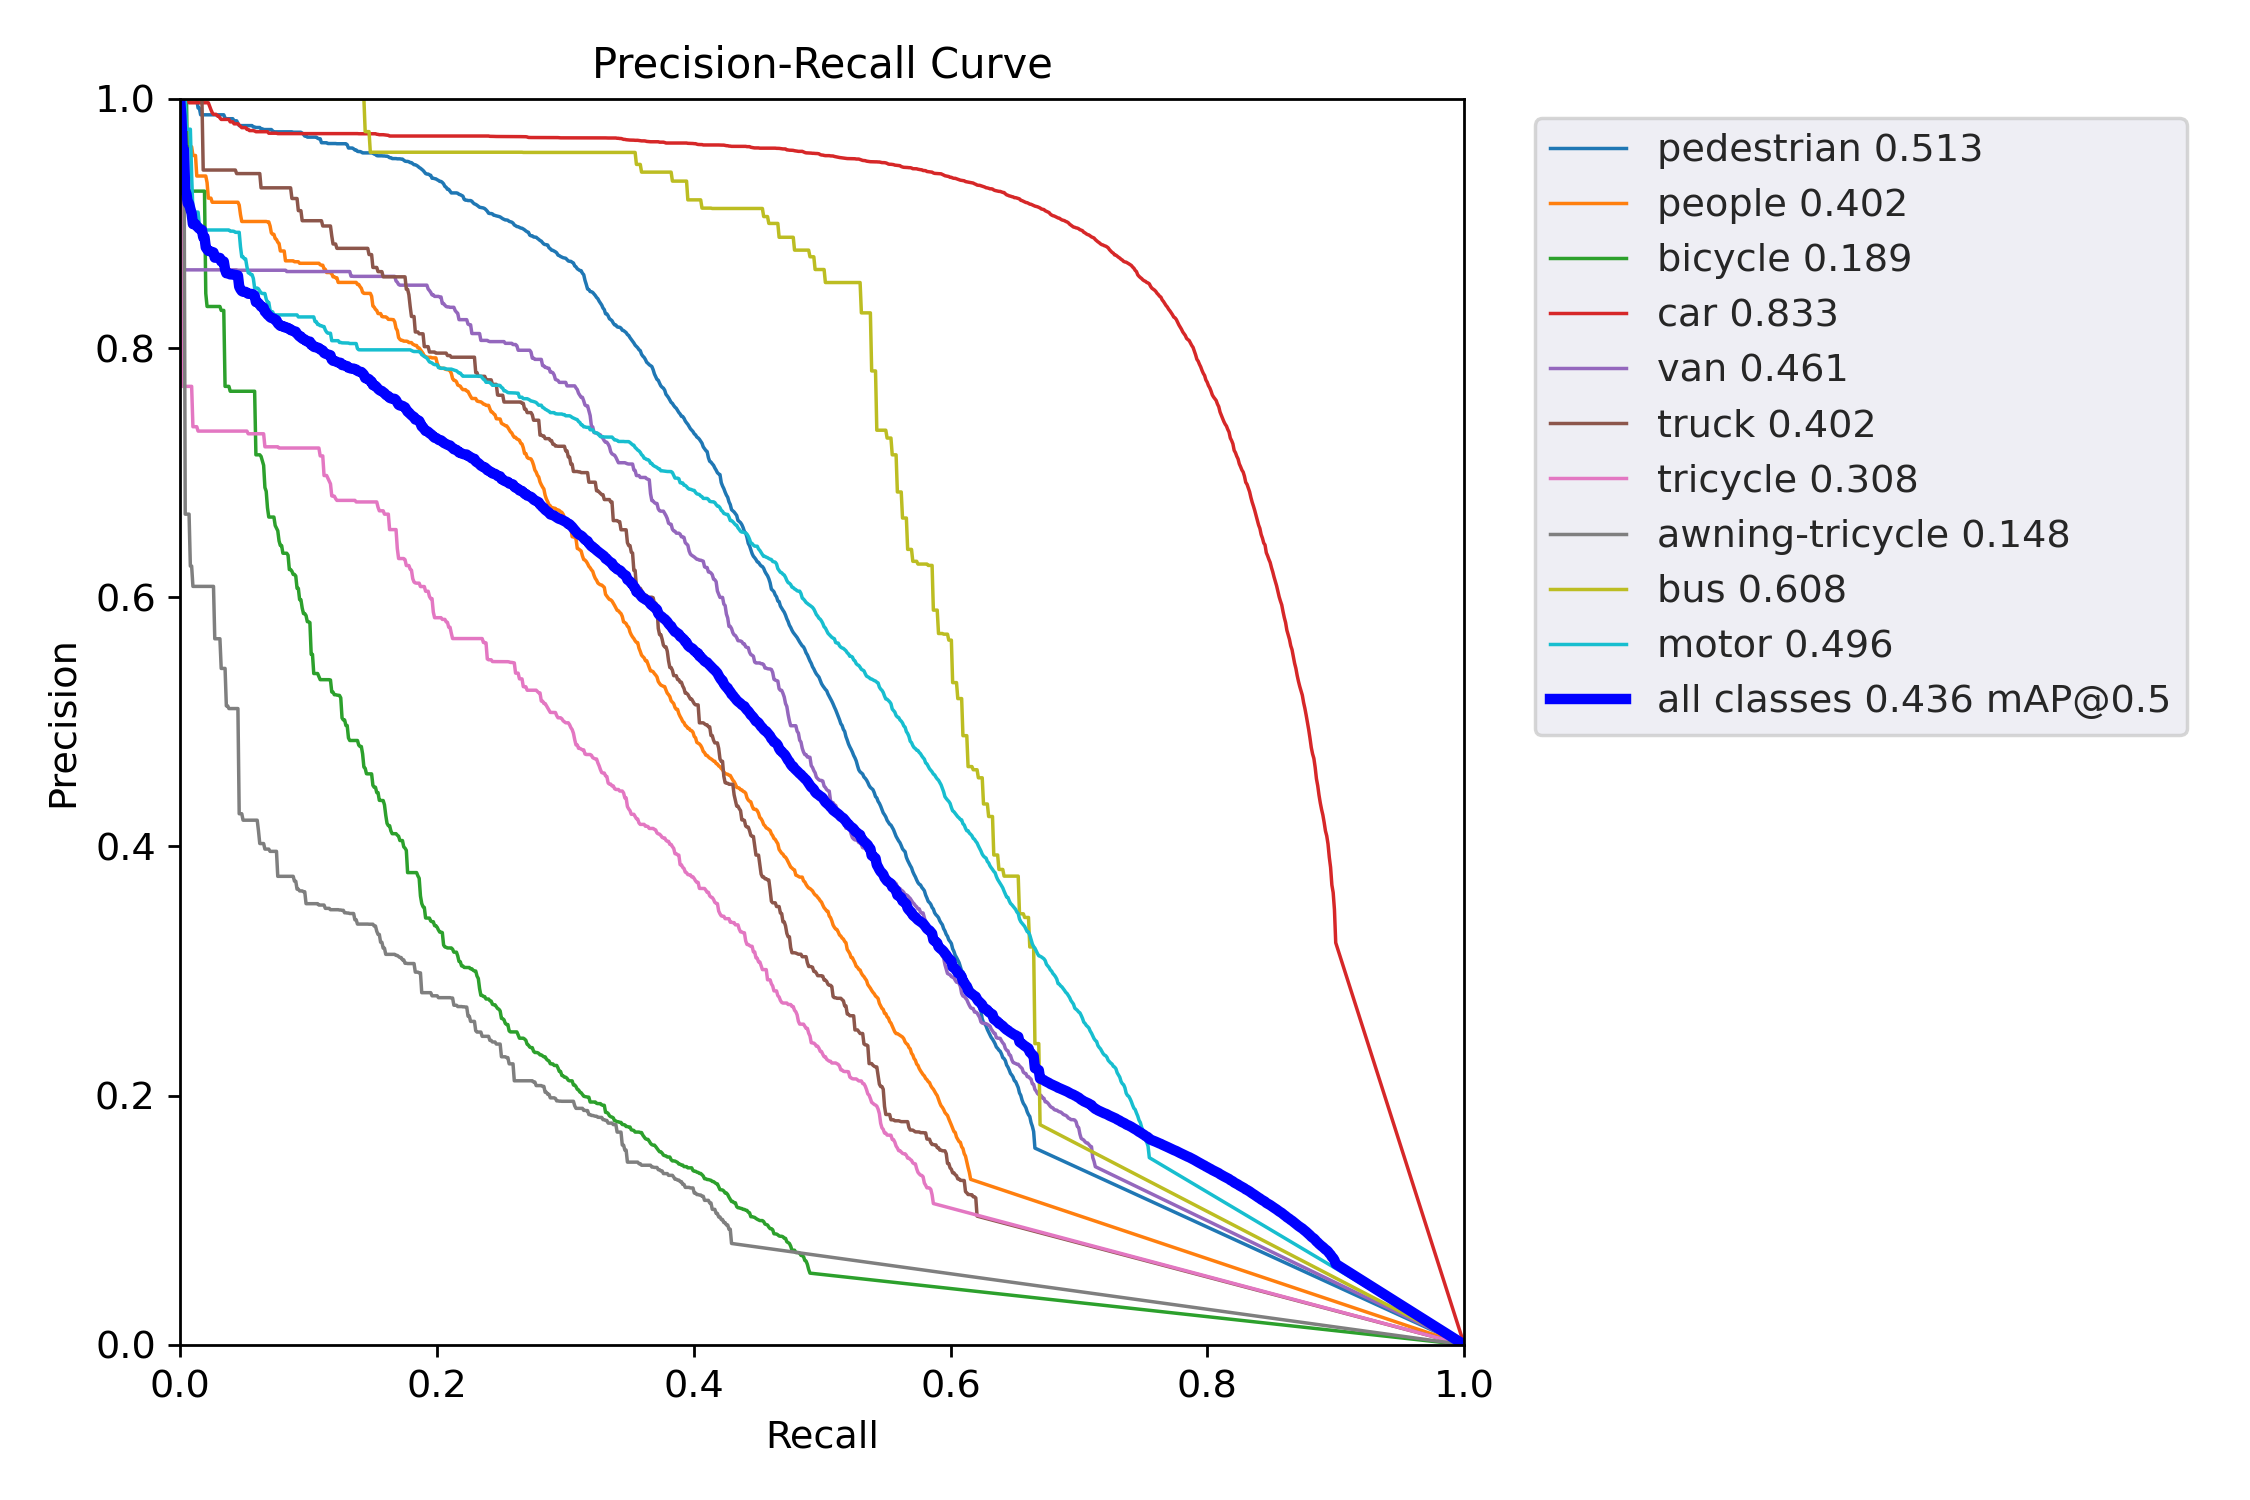 Precision-Recall Curve
1.0
0.8
0.6
0.4
0.2
0.0
Precision
0.0 0.2 0.4 0.6 0.8 1.0
Recall
pedestrian 0.513
people 0.402
bicycle 0.189
car 0.833
van 0.461
truck 0.402
tricycle 0.308
awning-tricycle 0.148
bus 0.608
motor 0.496
all classes 0.436 mAP@0.5